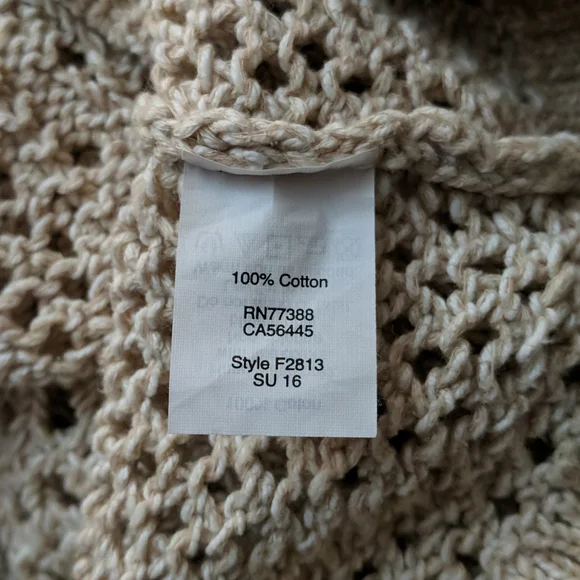 100% Cotton
RN77388
CA56445
Style F2813
SU 16